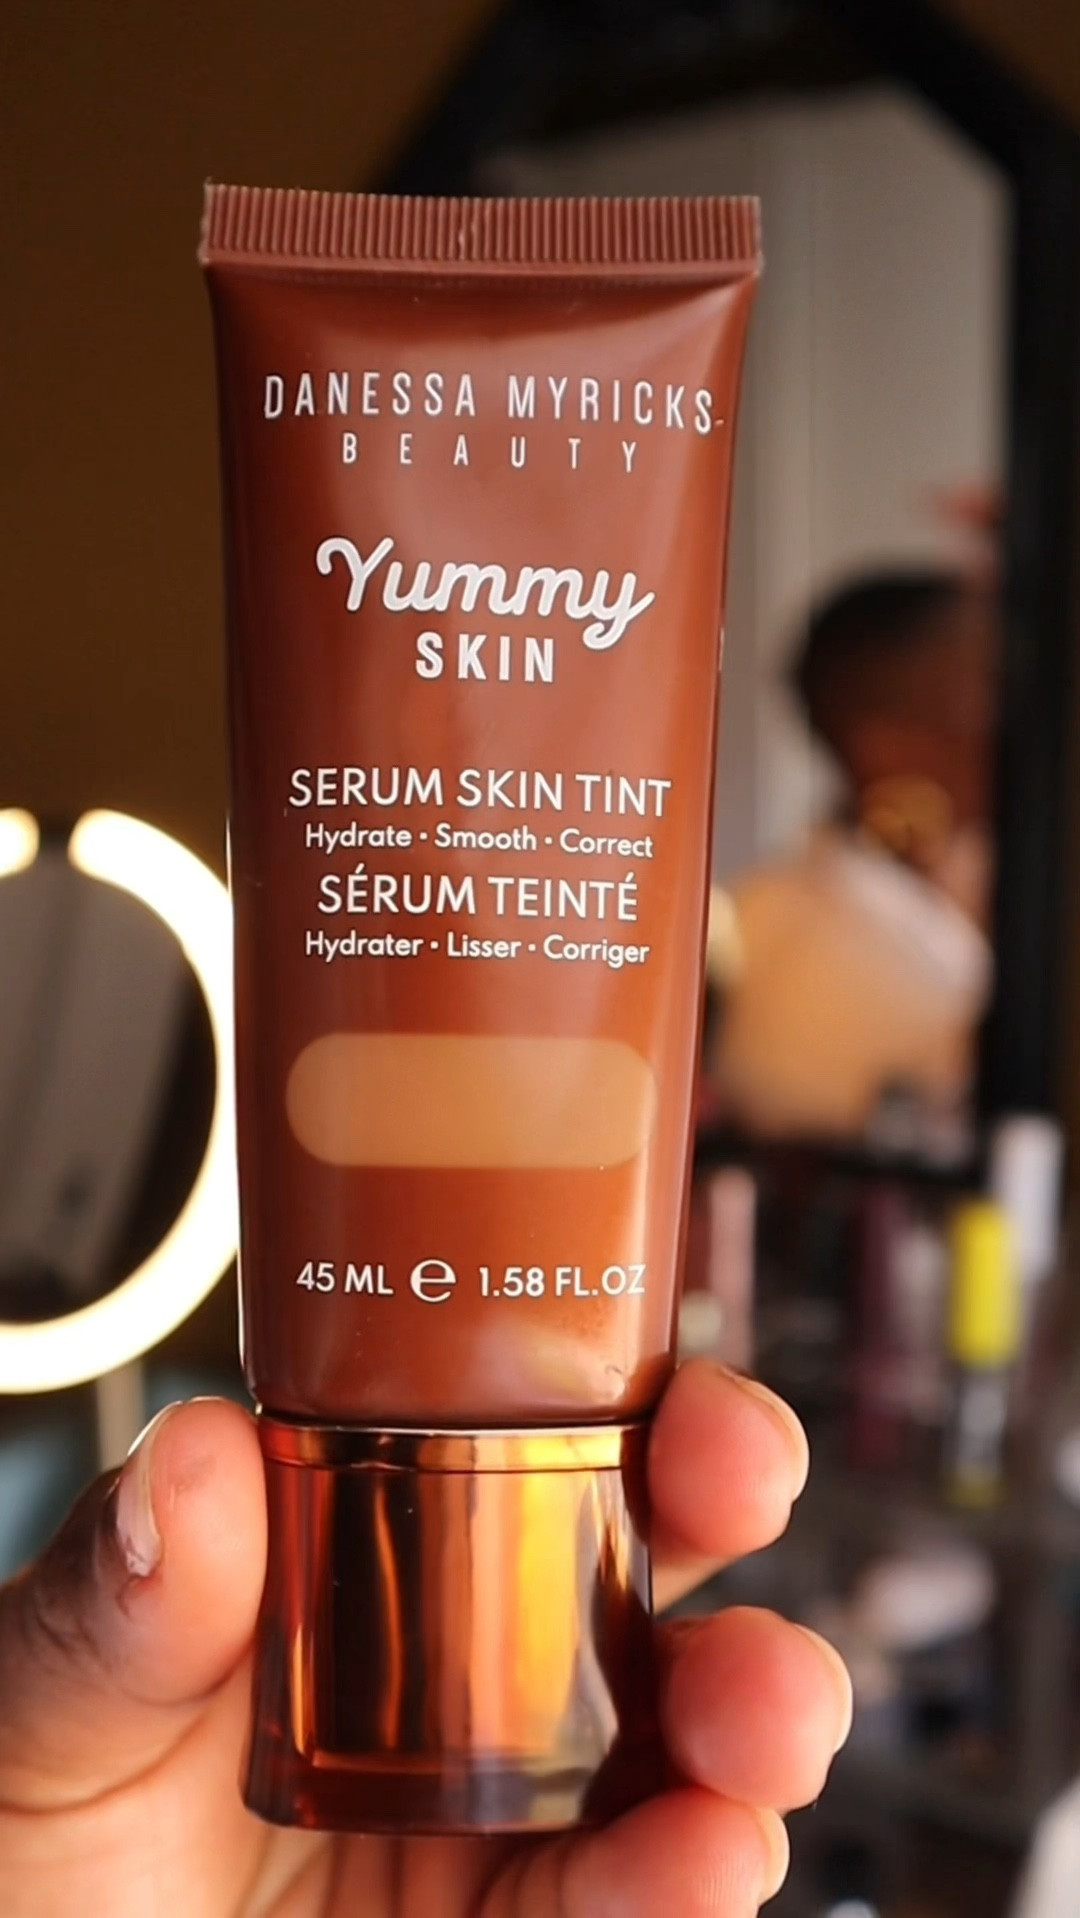 DANESSA MYRICKS
BEAUTY
Yummy
SKIN
SERUM SKIN TINT
Hydrate • Smooth • Correct
SÉRUM TEINTÉ
Hydrater • Lisser • Corriger
45 ML ℮ 1.58 FL.OZ